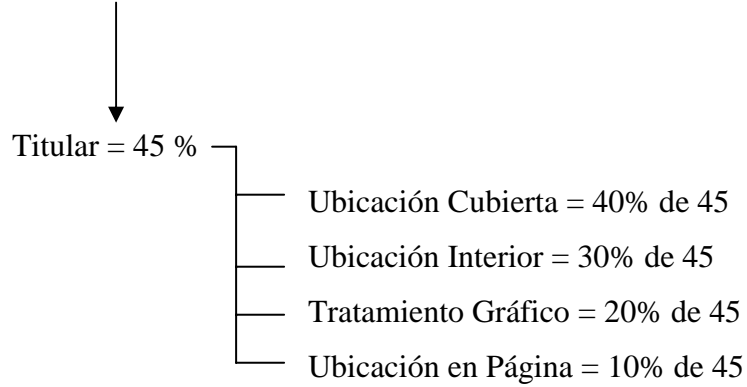 Titular = 45 %
Ubicación Cubierta = 40% de 45
Ubicación Interior = 30% de 45
Tratamiento Gráfico = 20% de 45
Ubicación en Página = 10% de 45